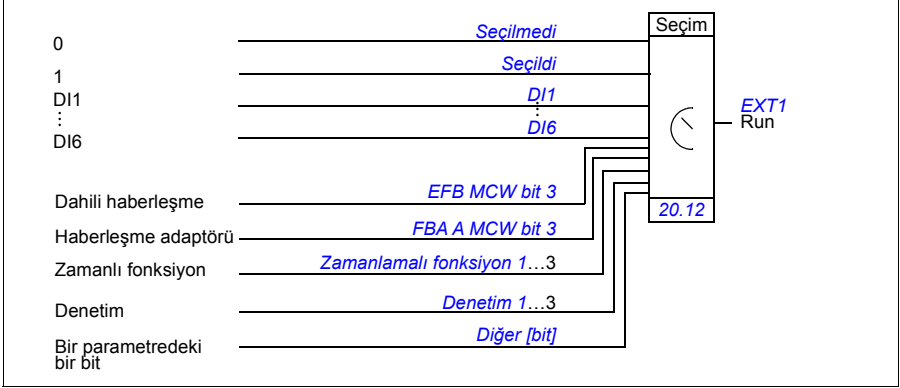 0 Seçilmedi Seçim
1 Seçildi
DI1 DI1
⋮ ⋮
DI6 DI6
EXT1
Run
Dahili haberleşme EFB MCW bit 3
20.12
Haberleşme adaptörü FBA A MCW bit 3
Zamanlı fonksiyon Zamanlamalı fonksiyon 1…3
Denetim Denetim 1…3
Bir parametredeki Diğer [bit]
bir bit